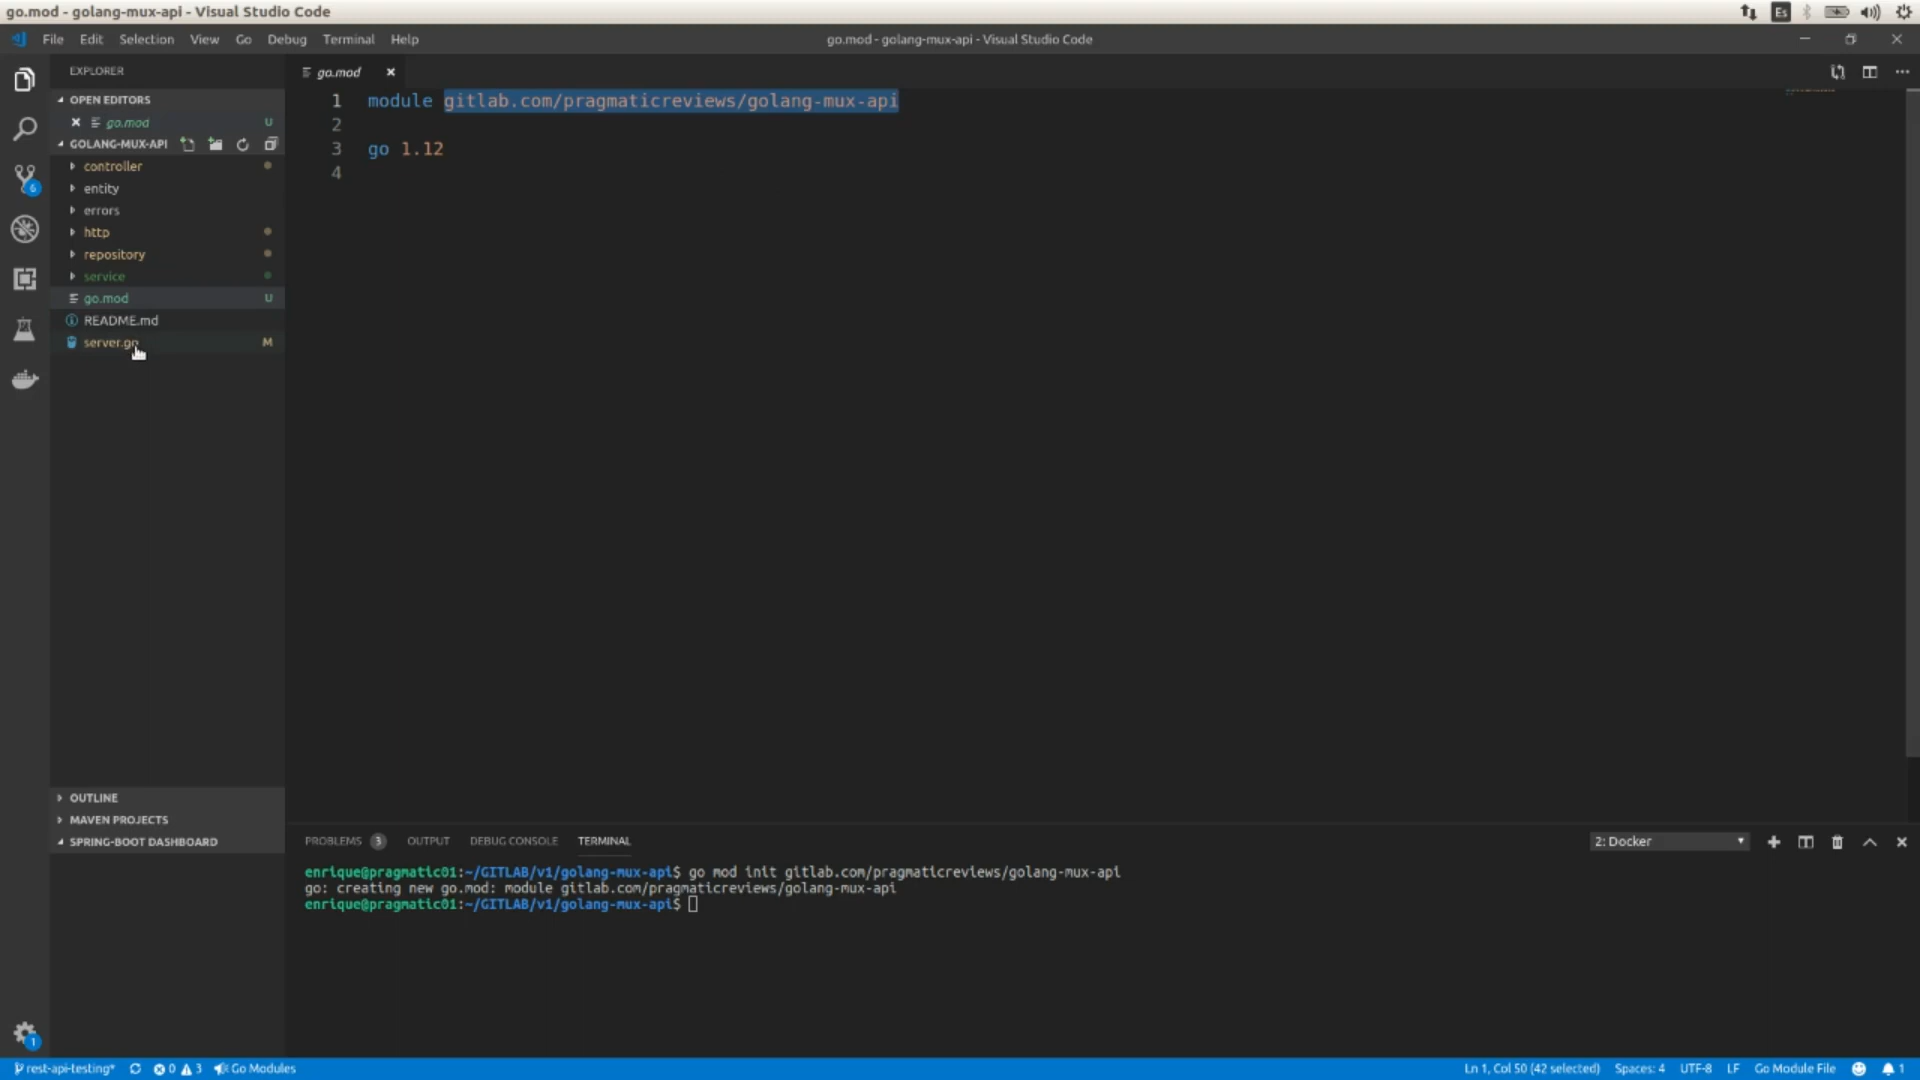 go.mod - golang-mux-api - Visual Studio Code
Es
File Edit Selection View Go Debug Terminal Help
go.mod - golang-mux-api - Visual Studio Code
EXPLORER
go.mod
OPEN EDITORS
go.mod U
GOLANG-MUX-API
controller
entity
errors
http
repository
service
go.mod U
README.md
server.go M
OUTLINE
MAVEN PROJECTS
SPRING-BOOT DASHBOARD
6
1
1 module gitlab.com/pragmaticreviews/golang-mux-api
2
3 go 1.12
4
PROBLEMS 3 OUTPUT DEBUG CONSOLE TERMINAL
2: Docker
enrique@pragmatic01:~/GITLAB/v1/golang-mux-api$ go mod init gitlab.com/pragmaticreviews/golang-mux-api
go: creating new go.mod: module gitlab.com/pragmaticreviews/golang-mux-api
enrique@pragmatic01:~/GITLAB/v1/golang-mux-api$
rest-api-testing* 0 3 Go Modules
Ln 1, Col 50 (42 selected) Spaces: 4 UTF-8 LF Go Module File 1